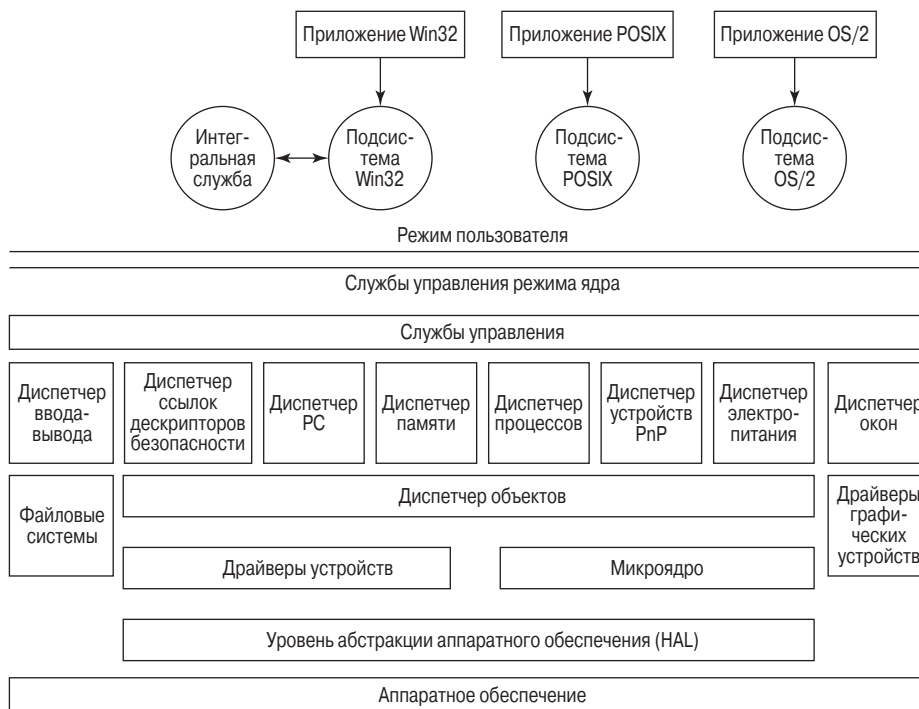 Приложение Win32
Приложение POSIX
Приложение OS/2
Интег-
ральная
служба
Подсис-
тема
Win32
Подсис-
тема
POSIX
Подсис-
тема
OS/2
Режим пользователя
Службы управления режима ядра
Службы управления
Диспетчер
ввода-
вывода
Диспетчер
ссылок
дескрипторов
безопасности
Диспетчер
PC
Диспетчер
памяти
Диспетчер
процессов
Диспетчер
устройств
PnP
Диспетчер
электро-
питания
Диспетчер
окон
Файловые
системы
Диспетчер объектов
Драйверы
графи-
ческих
устройств
Драйверы устройств
Микроядро
Уровень абстракции аппаратного обеспечения (HAL)
Аппаратное обеспечение